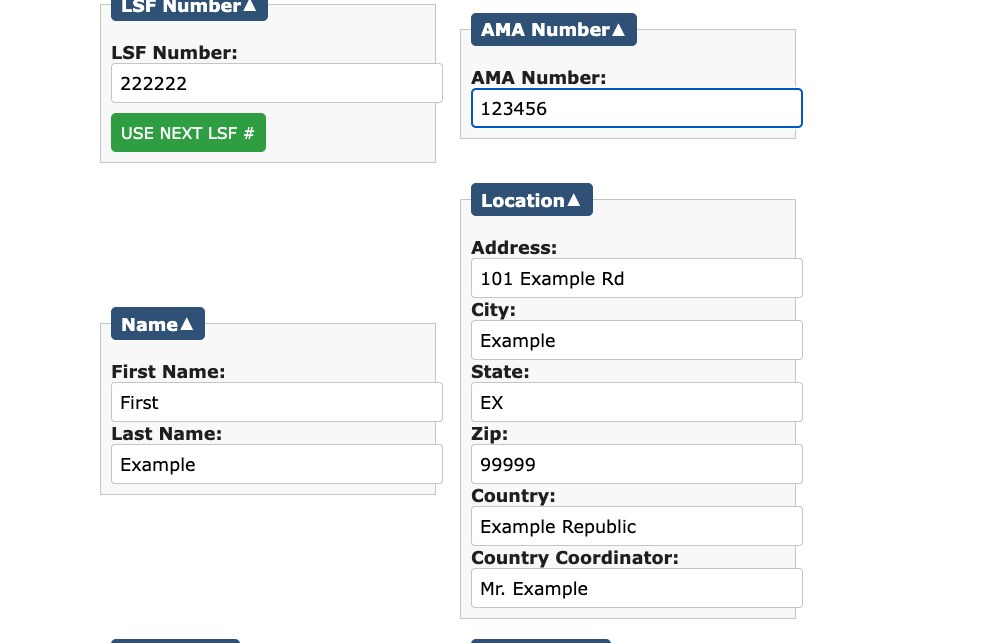 LSF Number▲
LSF Number:
222222
USE NEXT LSF #
AMA Number▲
AMA Number:
123456
Name▲
First Name:
First
Last Name:
Example
Location▲
Address:
101 Example Rd
City:
Example
State:
EX
Zip:
99999
Country:
Example Republic
Country Coordinator:
Mr. Example